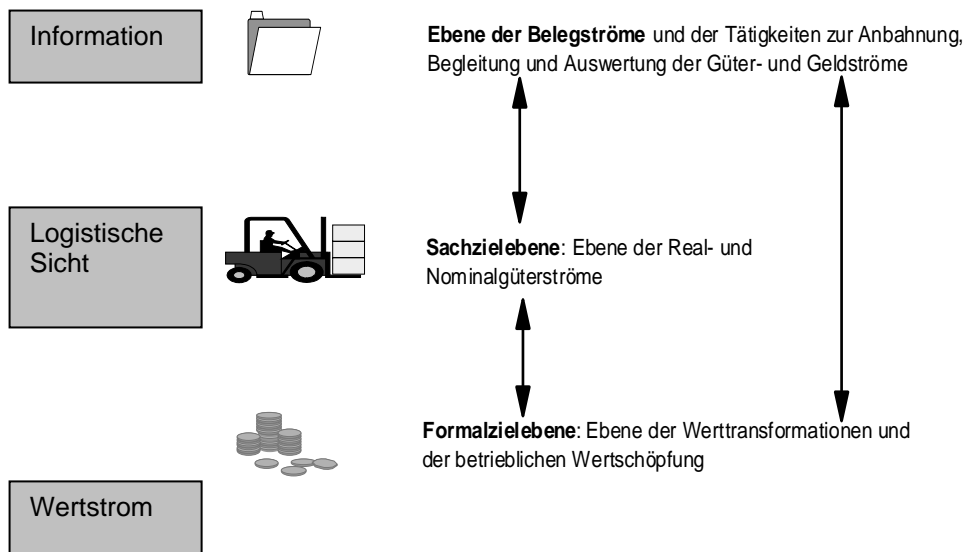 Information
Ebene der Belegströme und der Tätigkeiten zur Anbahnung,
Begleitung und Auswertung der Güter- und Geldströme
Logistische
Sicht
Sachzielebene: Ebene der Real- und
Nominalgüterströme
Formalzielebene: Ebene der Werttransformationen und
der betrieblichen Wertschöpfung
Wertstrom